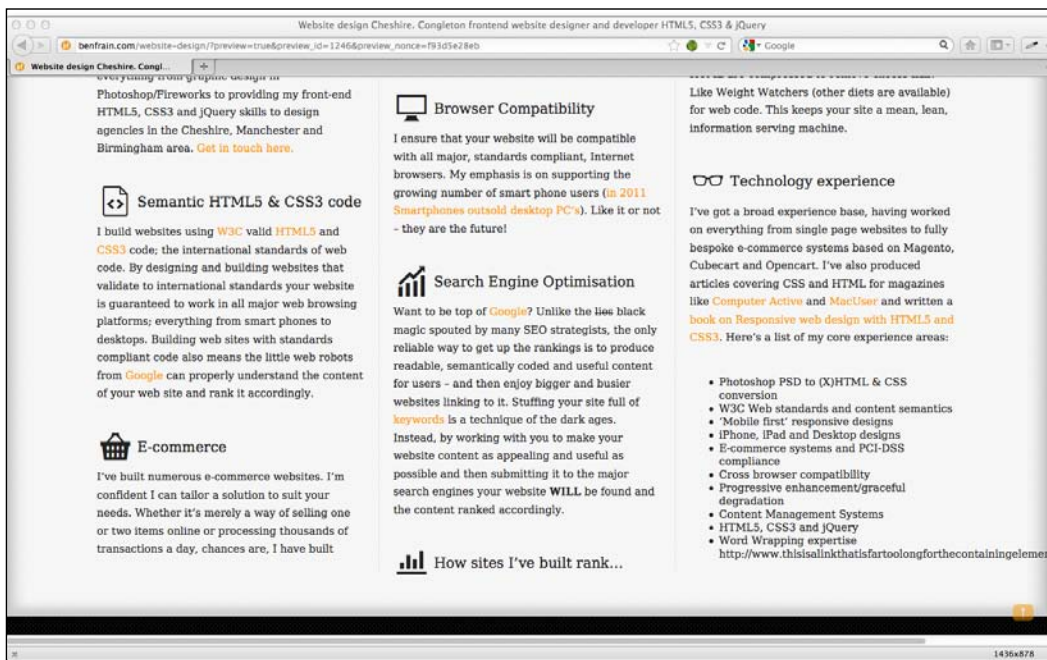 Website design Cheshire. Congleton frontend website designer and developer HTML5, CSS3 & jQuery
benfrain.com/website-design/?preview=true&preview_id=1246&preview_nonce=f93d5e28eb
Google
Website design Cheshire. Congl...
everything from graphic design in
Photoshop/Fireworks to providing my front-end
HTML5, CSS3 and jQuery skills to design
agencies in the Cheshire, Manchester and
Birmingham area. Get in touch here.
Semantic HTML5 & CSS3 code
I build websites using W3C valid HTML5 and
CSS3 code; the international standards of web
code. By designing and building websites that
validate to international standards your website
is guaranteed to work in all major web browsing
platforms; everything from smart phones to
desktops. Building web sites with standards
compliant code also means the little web robots
from Google can properly understand the content
of your web site and rank it accordingly.
E-commerce
I've built numerous e-commerce websites. I'm
confident I can tailor a solution to suit your
needs. Whether it's merely a way of selling one
or two items online or processing thousands of
transactions a day, chances are, I have built
Browser Compatibility
I ensure that your website will be compatible
with all major, standards compliant, Internet
browsers. My emphasis is on supporting the
growing number of smart phone users (in 2011
Smartphones outsold desktop PC's). Like it or not
– they are the future!
Search Engine Optimisation
Want to be top of Google? Unlike the lies black
magic spouted by many SEO strategists, the only
reliable way to get up the rankings is to produce
readable, semantically coded and useful content
for users – and then enjoy bigger and busier
websites linking to it. Stuffing your site full of
keywords is a technique of the dark ages.
Instead, by working with you to make your
website content as appealing and useful as
possible and then submitting it to the major
search engines your website WILL be found and
the content ranked accordingly.
How sites I've built rank...
Like Weight Watchers (other diets are available)
for web code. This keeps your site a mean, lean,
information serving machine.
Technology experience
I've got a broad experience base, having worked
on everything from single page websites to fully
bespoke e-commerce systems based on Magento,
Cubecart and Opencart. I've also produced
articles covering CSS and HTML for magazines
like Computer Active and MacUser and written a
book on Responsive web design with HTML5 and
CSS3. Here's a list of my core experience areas:
• Photoshop PSD to (X)HTML & CSS
conversion
• W3C Web standards and content semantics
• 'Mobile first' responsive designs
• iPhone, iPad and Desktop designs
• E-commerce systems and PCI-DSS
compliance
• Cross browser compatibility
• Progressive enhancement/graceful
degradation
• Content Management Systems
• HTML5, CSS3 and jQuery
• Word Wrapping expertise
http://www.thisisalinkthatisfartoolongforthecontainingeleme
1436x878